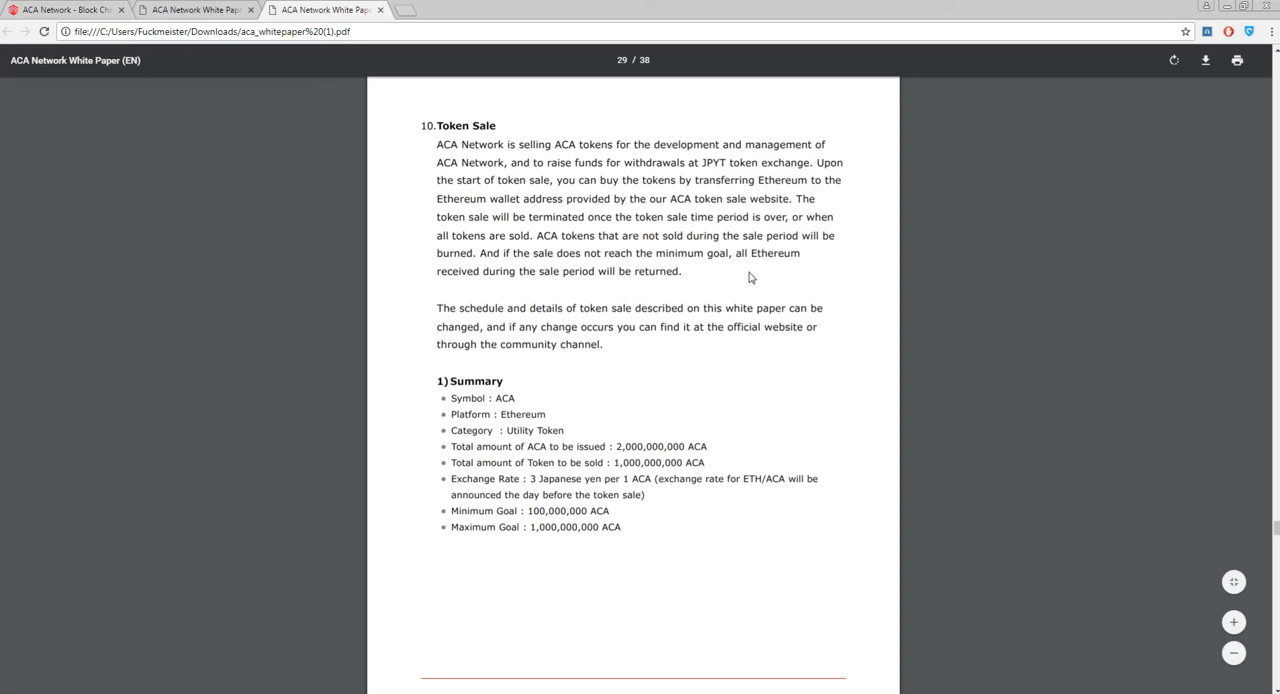 ACA Network - Block Cha
ACA Network White Pape
ACA Network White Pape
file:///C:/Users/Fuckmeister/Downloads/aca_whitepaper%20(1).pdf
ACA Network White Paper (EN)
29 / 38
10.Token Sale
ACA Network is selling ACA tokens for the development and management of
ACA Network, and to raise funds for withdrawals at JPYT token exchange. Upon
the start of token sale, you can buy the tokens by transferring Ethereum to the
Ethereum wallet address provided by the our ACA token sale website. The
token sale will be terminated once the token sale time period is over, or when
all tokens are sold. ACA tokens that are not sold during the sale period will be
burned. And if the sale does not reach the minimum goal, all Ethereum
received during the sale period will be returned.
The schedule and details of token sale described on this white paper can be
changed, and if any change occurs you can find it at the official website or
through the community channel.
1) Summary
• Symbol : ACA
• Platform : Ethereum
• Category : Utility Token
• Total amount of ACA to be issued : 2,000,000,000 ACA
• Total amount of Token to be sold : 1,000,000,000 ACA
• Exchange Rate : 3 Japanese yen per 1 ACA (exchange rate for ETH/ACA will be
announced the day before the token sale)
• Minimum Goal : 100,000,000 ACA
• Maximum Goal : 1,000,000,000 ACA